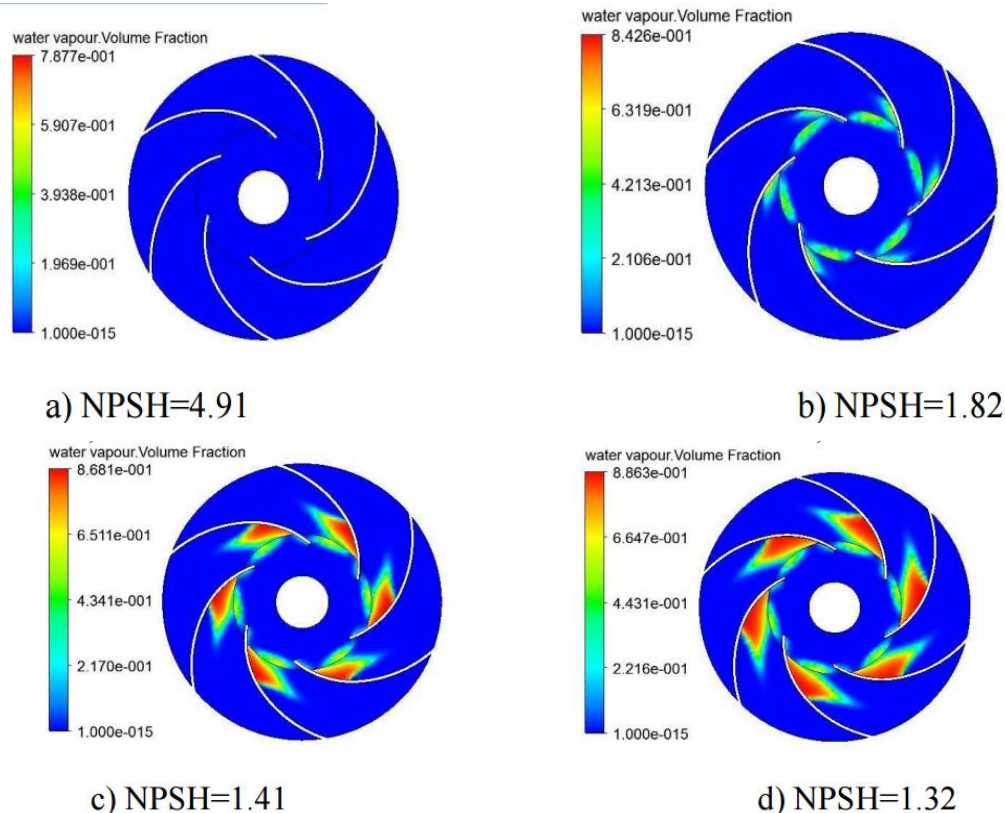 water vapour.Volume Fraction
7.877e-001
5.907e-001
3.938e-001
1.969e-001
1.000e-015
a) NPSH=4.91
water vapour.Volume Fraction
8.426e-001
6.319e-001
4.213e-001
2.106e-001
1.000e-015
b) NPSH=1.82
water vapour.Volume Fraction
8.681e-001
6.511e-001
4.341e-001
2.170e-001
1.000e-015
c) NPSH=1.41
water vapour.Volume Fraction
8.863e-001
6.647e-001
4.431e-001
2.216e-001
1.000e-015
d) NPSH=1.32